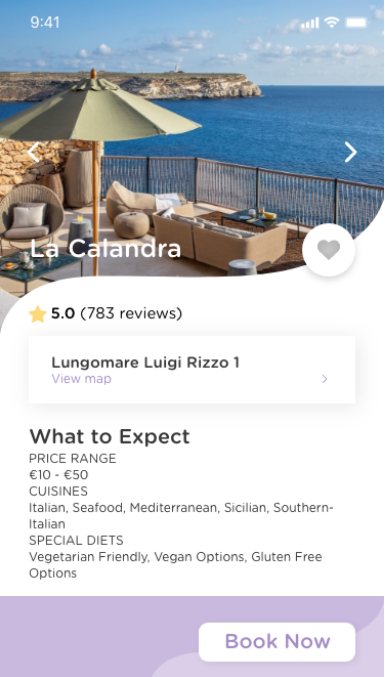 9:41
La Calandra
5.0 (783 reviews)
Lungomare Luigi Rizzo 1
View map
What to Expect
PRICE RANGE
€10 - €50
CUISINES
Italian, Seafood, Mediterranean, Sicilian, Southern-
Italian
SPECIAL DIETS
Vegetarian Friendly, Vegan Options, Gluten Free
Options
Book Now